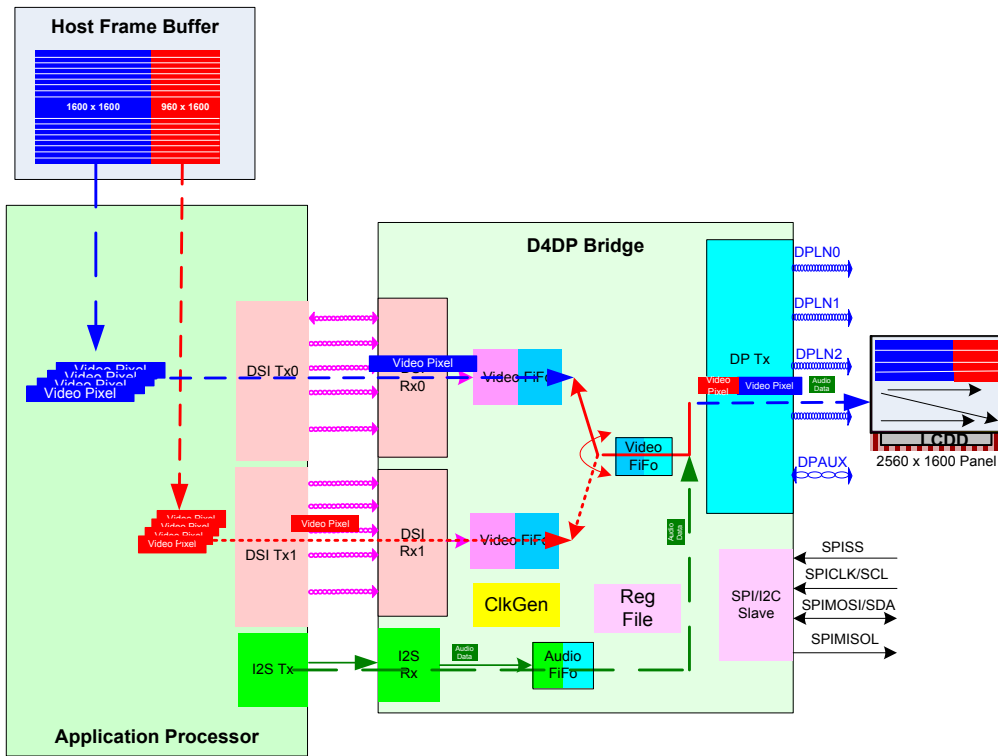 Host Frame Buffer
1600 x 1600
960 x 1600
D4DP Bridge
DPLN0
DPLN1
DPLN2
DPAUX
DP Tx
Video
Pixel
Video Pixel
Audio
Data
LCDD
2560 x 1600 Panel
Video Pixel
Video Pixel
Video Pixel
Video Pixel
DSI Tx0
DSI
Rx0
Video Pixel
Video FiFo
Video
FiFo
Video Pixel
Video Pixel
Video Pixel
Video Pixel
DSI Tx1
Video Pixel
DSI
Rx1
Video FiFo
Audio
Data
ClkGen
Reg
File
SPI/I2C
Slave
SPISS
SPICLK/SCL
SPIMOSI/SDA
SPIMISOL
I2S Tx
I2S
Rx
Audio
Data
Audio
FiFo
Application Processor